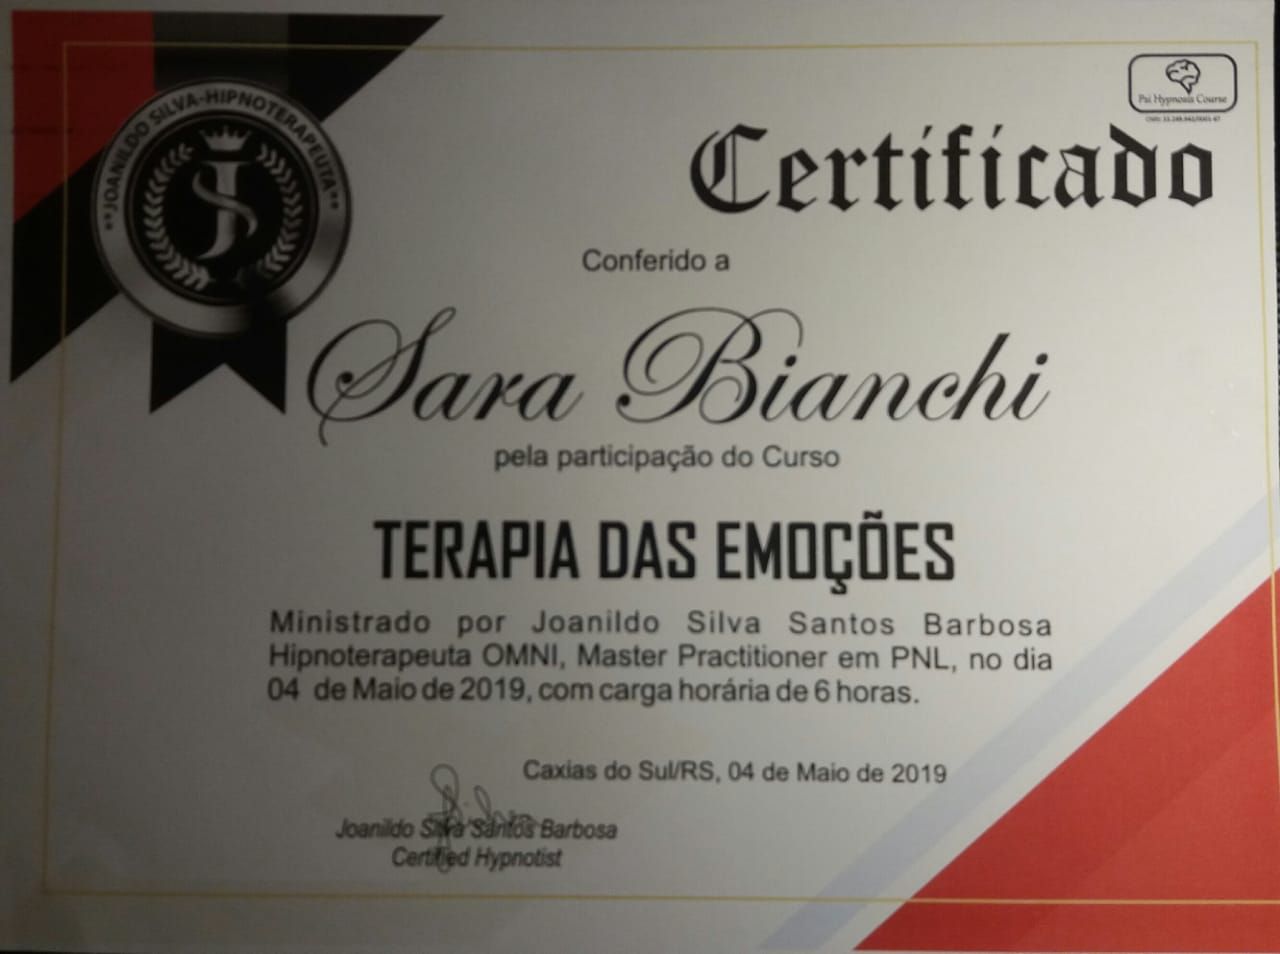 **JOANILDO SILVA-HIPNOTERAPEUTA**
JS
Psi Hypnosis Course
Certificado
Conferido a
Sara Bianchi
pela participação do Curso
TERAPIA DAS EMOÇÕES
Ministrado por Joanildo Silva Santos Barbosa
Hipnoterapeuta OMNI, Master Practitioner em PNL, no dia
04 de Maio de 2019, com carga horária de 6 horas.
Caxias do Sul/RS, 04 de Maio de 2019
Joanildo Silva Santos Barbosa
Certified Hypnotist